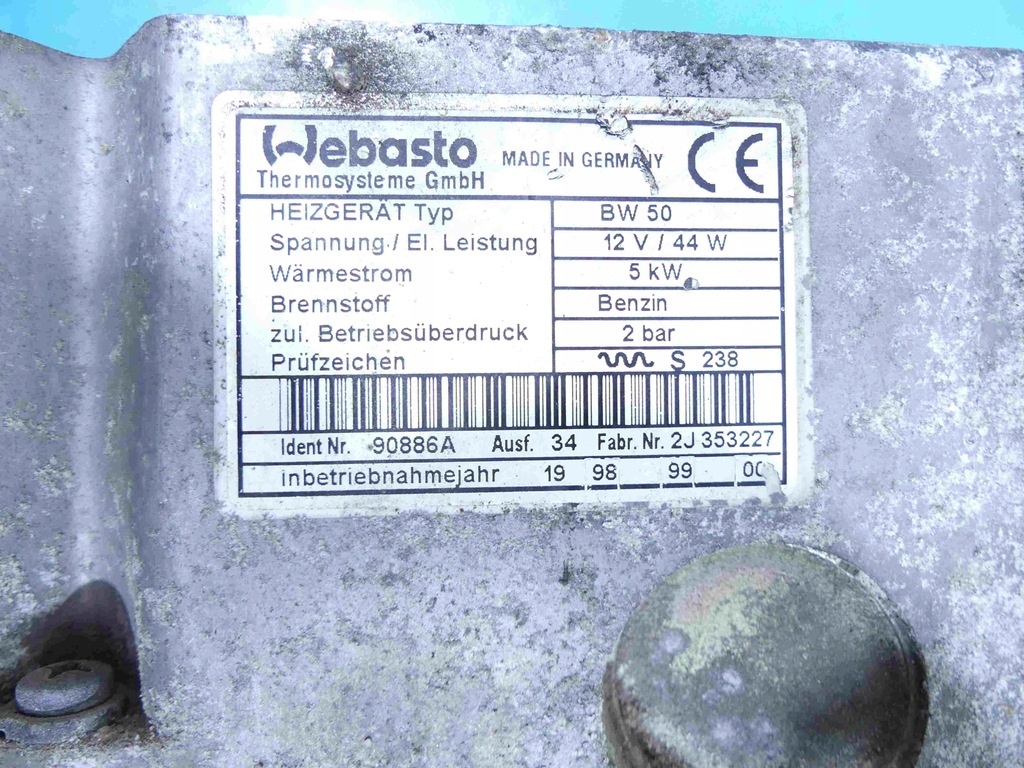 Webasto MADE IN GERMANY CE
Thermosysteme GmbH
HEIZGERÄT Typ BW 50
Spannung / El. Leistung 12 V / 44 W
Wärmestrom 5 kW
Brennstoff Benzin
zul. Betriebsüberdruck 2 bar
Prüfzeichen S 238
Ident Nr. 90886A Ausf. 34 Fabr. Nr. 2J 353227
inbetriebnahmejahr 19 98 99 00